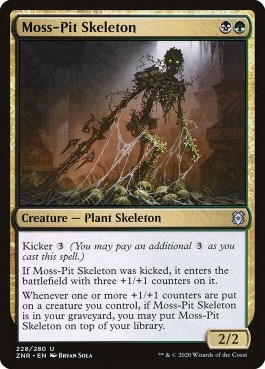 Moss-Pit Skeleton
Creature — Plant Skeleton
Kicker 3 (You may pay an additional 3 as
you cast this spell.)
If Moss-Pit Skeleton was kicked, it enters the
battlefield with three +1/+1 counters on it.
Whenever one or more +1/+1 counters are put
on a creature you control, if Moss-Pit Skeleton
is in your graveyard, you may put Moss-Pit
Skeleton on top of your library.
2/2
228/280 U
ZNR • EN Bryan Sola
™ & © 2020 Wizards of the Coast